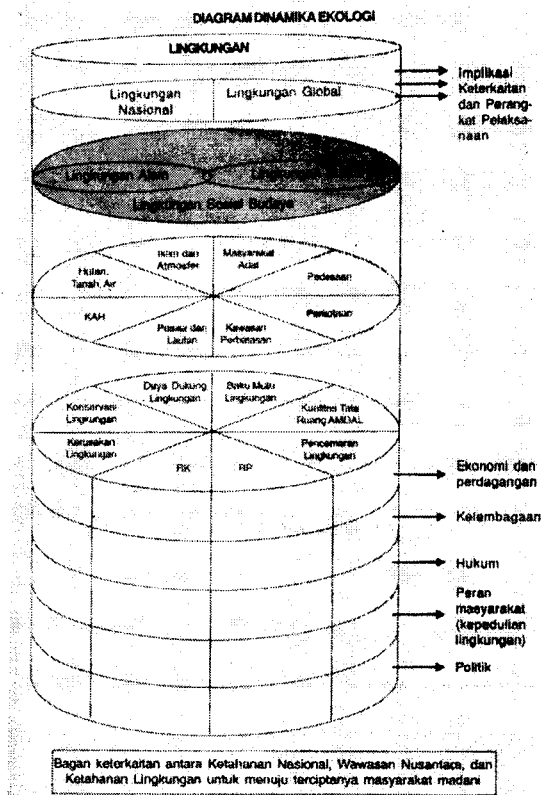 DIAGRAM DINAMIKA EKOLOGI
LINGKUNGAN
Lingkungan
Nasional
Lingkungan Global
Implikasi
Keterkaitan
dan Perang-
kat Pelaksa-
naan
Lingkungan Alam
Lingkungan
Lingkungan Sosial Budaya
Hutan,
Tanah, Air
Iklim dan
Atmosfer
Masyarakat
Adat
Pedesaan
KAH
Pesisir dan
Lautan
Kawasan
Perbatasan
Perkotaan
Konservasi
Lingkungan
Daya Dukung
Lingkungan
Baku Mutu
Lingkungan
Kualitas Tata
Ruang AMDAL
Kerusakan
Lingkungan
RK
RP
Pencemaran
Lingkungan
Ekonomi dan
perdagangan
Kelembagaan
Hukum
Peran
masyarakat
(kepedulian
lingkungan)
Politik
Bagan keterkaitan antara Ketahanan Nasional, Wawasan Nusantara, dan
Ketahanan Lingkungan untuk menuju terciptanya masyarakat madani